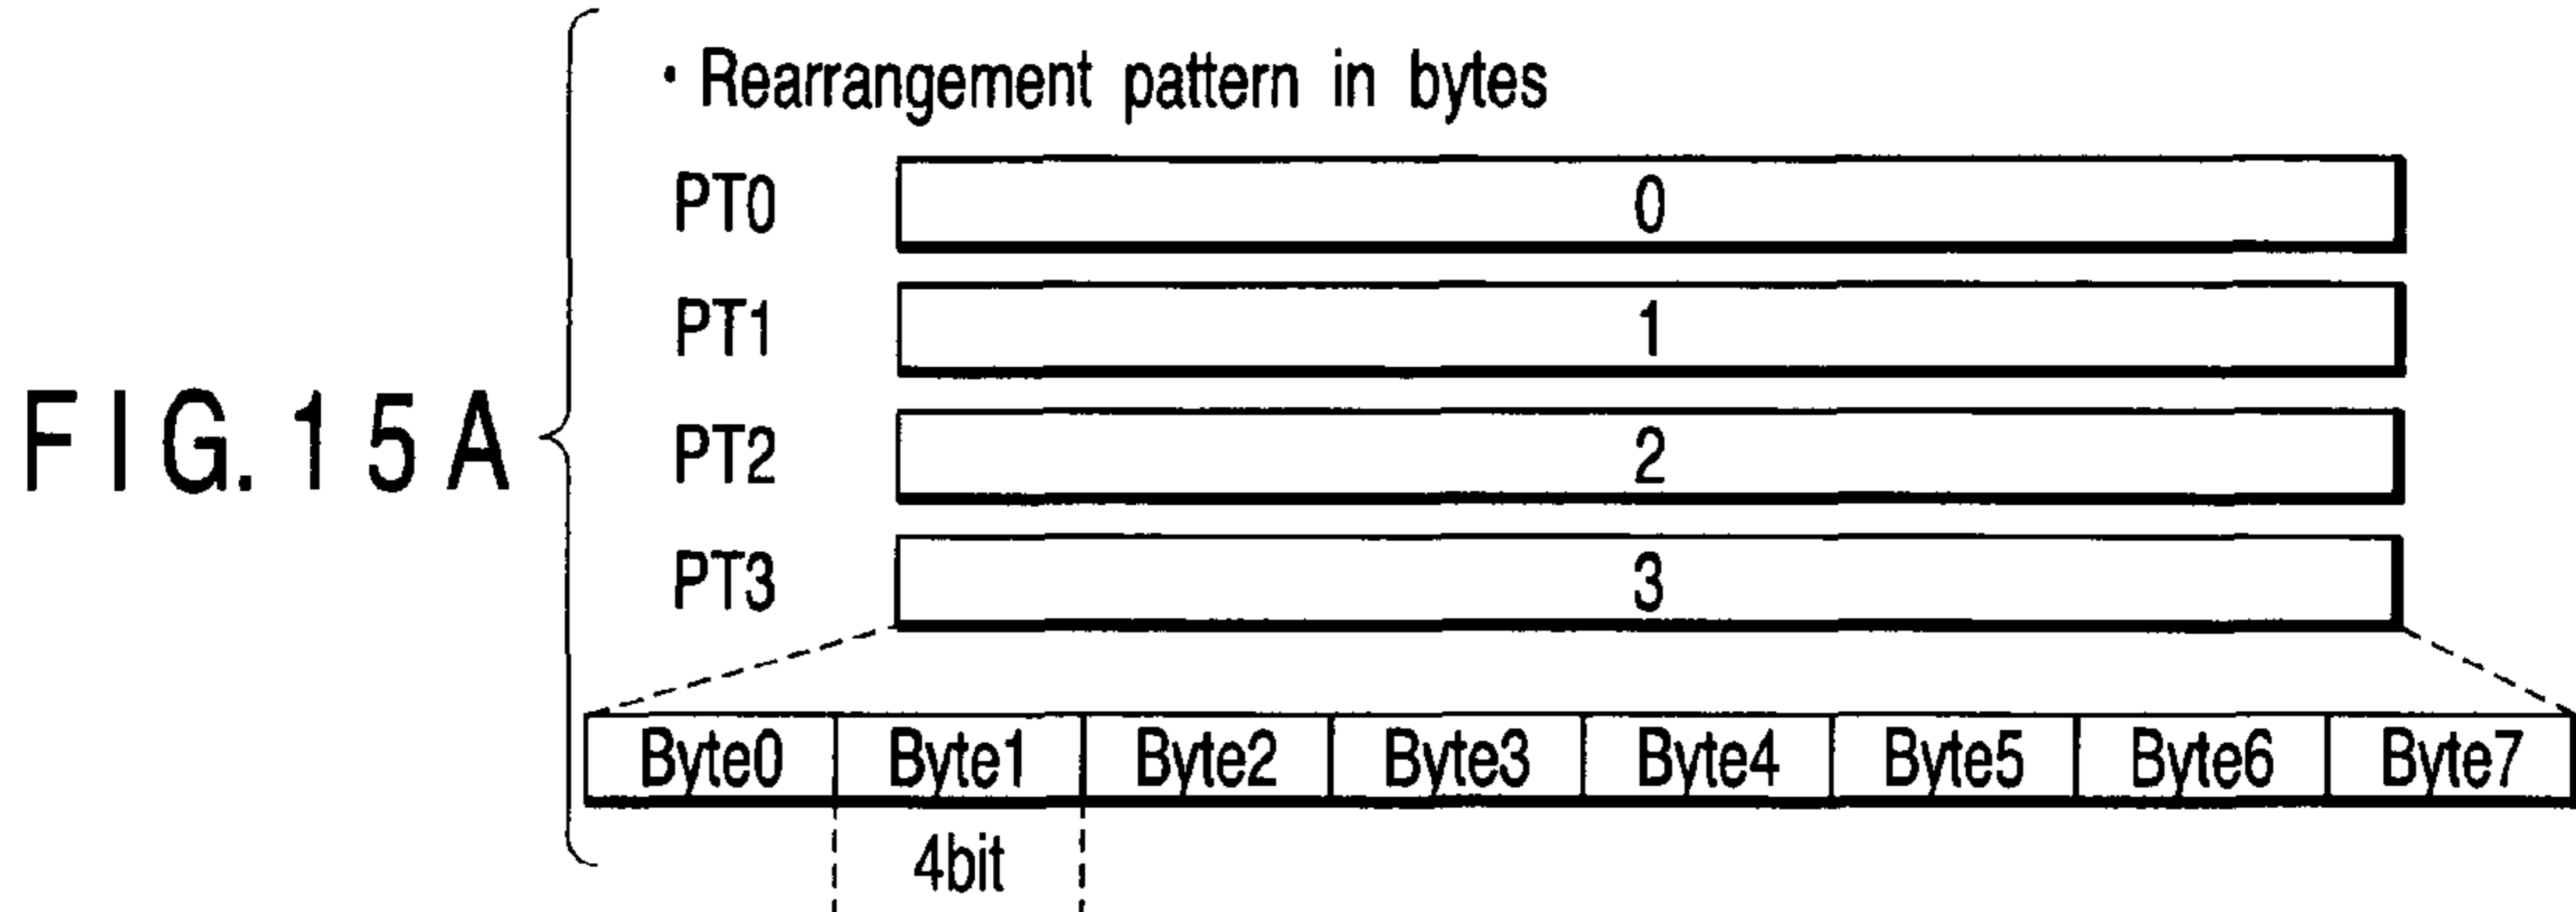 FIG. 15A
· Rearrangement pattern in bytes
PT0 0
PT1 1
PT2 2
PT3 3
Byte0 Byte1 Byte2 Byte3 Byte4 Byte5 Byte6 Byte7
4bit